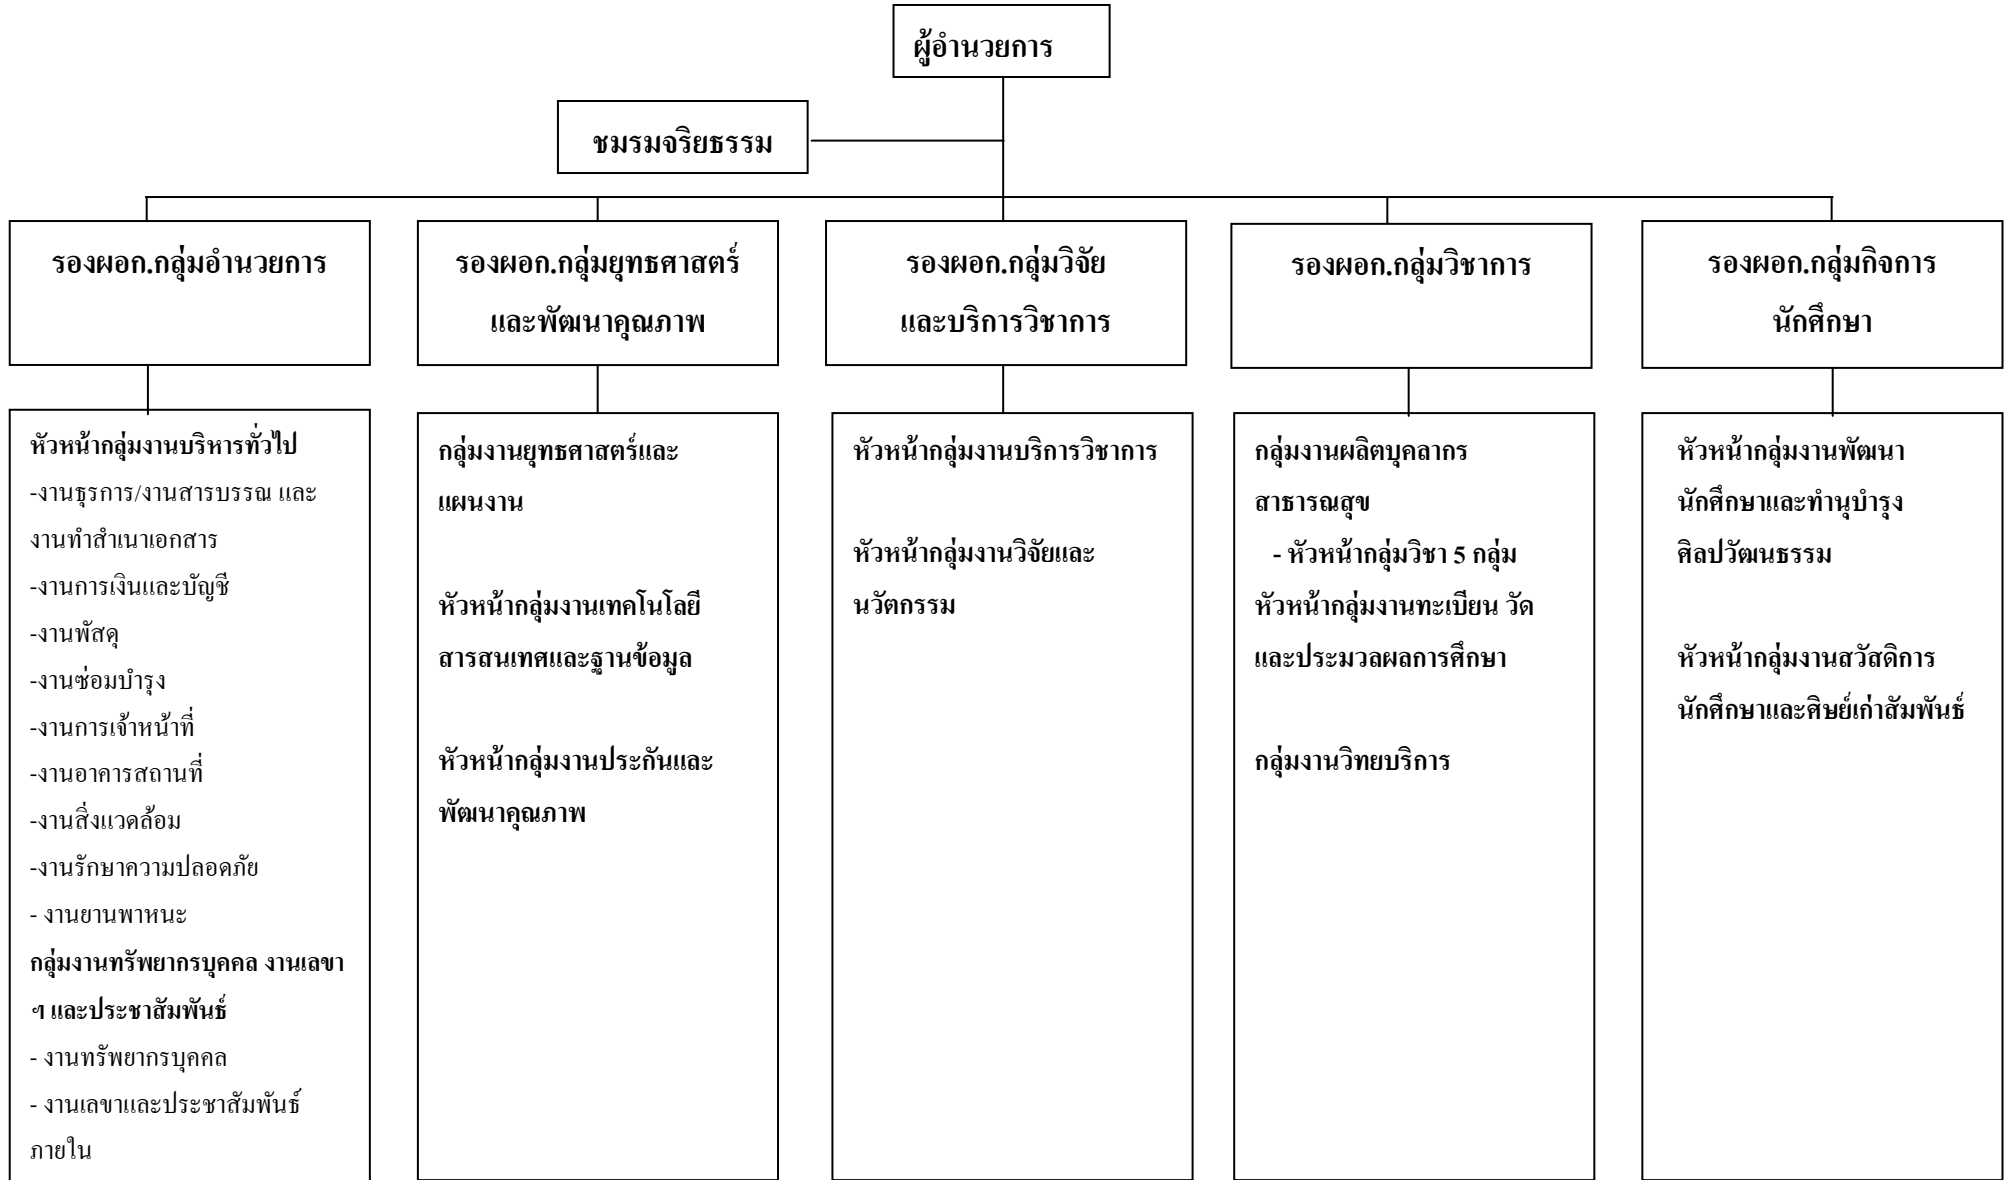 ผู้อำนวยการ
ชมรมจริยธรรม
รองผอก.กลุ่มอำนวยการ
รองผอก.กลุ่มยุทธศาสตร์
และพัฒนาคุณภาพ
รองผอก.กลุ่มวิจัย
และบริการวิชาการ
รองผอก.กลุ่มวิชาการ
รองผอก.กลุ่มกิจการ
นักศึกษา
หัวหน้ากลุ่มงานบริหารทั่วไป
-งานธุรการ/งานสารบรรณ และ
งานทำสำเนาเอกสาร
-งานการเงินและบัญชี
-งานพัสดุ
-งานซ่อมบำรุง
-งานการเจ้าหน้าที่
-งานอาคารสถานที่
-งานสิ่งแวดล้อม
-งานรักษาความปลอดภัย
- งานยานพาหนะ
กลุ่มงานทรัพยากรบุคคล งานเลขา
ฯ และประชาสัมพันธ์
- งานทรัพยากรบุคคล
- งานเลขาและประชาสัมพันธ์
ภายใน
กลุ่มงานยุทธศาสตร์และ
แผนงาน
หัวหน้ากลุ่มงานเทคโนโลยี
สารสนเทศและฐานข้อมูล
หัวหน้ากลุ่มงานประกันและ
พัฒนาคุณภาพ
หัวหน้ากลุ่มงานบริการวิชาการ
หัวหน้ากลุ่มงานวิจัยและ
นวัตกรรม
กลุ่มงานผลิตบุคลากร
สาธารณสุข
- หัวหน้ากลุ่มวิชา 5 กลุ่ม
หัวหน้ากลุ่มงานทะเบียน วัด
และประมวลผลการศึกษา
กลุ่มงานวิทยบริการ
หัวหน้ากลุ่มงานพัฒนา
นักศึกษาและทำนุบำรุง
ศิลปวัฒนธรรม
หัวหน้ากลุ่มงานสวัสดิการ
นักศึกษาและศิษย์เก่าสัมพันธ์